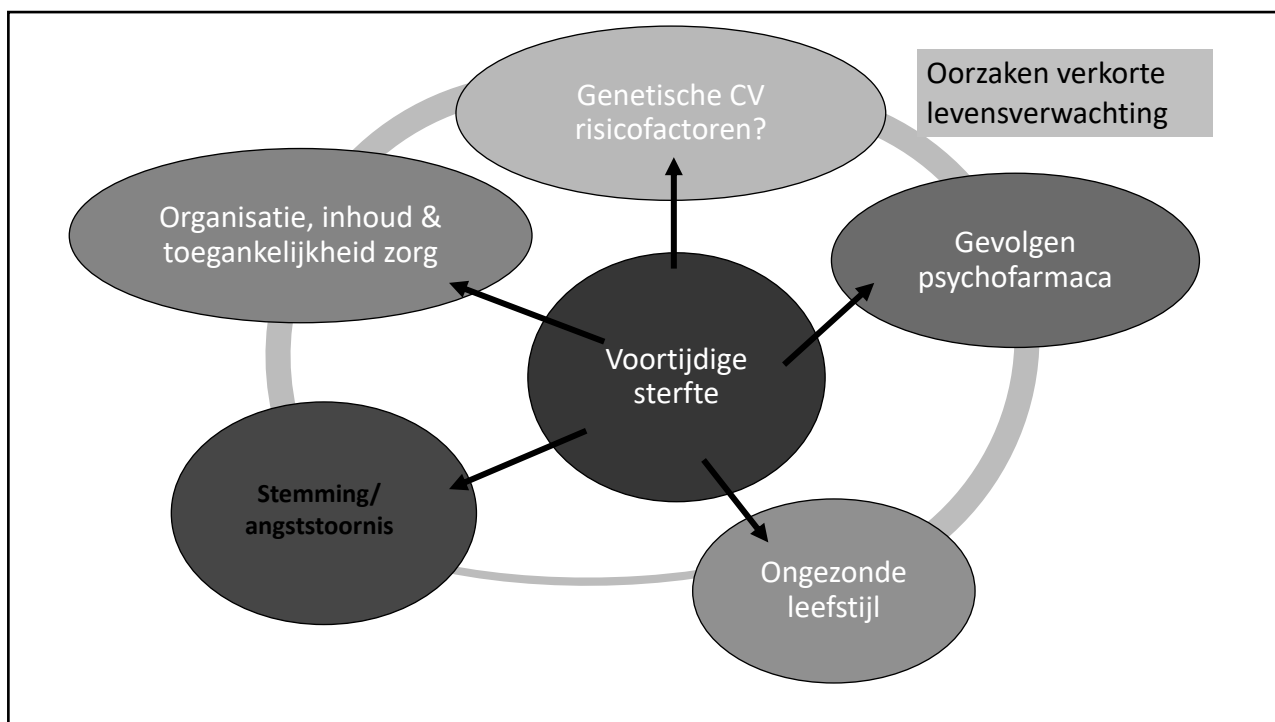 Oorzaken verkorte
levensverwachting
Genetische CV
risicofactoren?
Organisatie, inhoud &
toegankelijkheid zorg
Gevolgen
psychofarmaca
Voortijdige
sterfte
Stemming/
angststoornis
Ongezonde
leefstijl